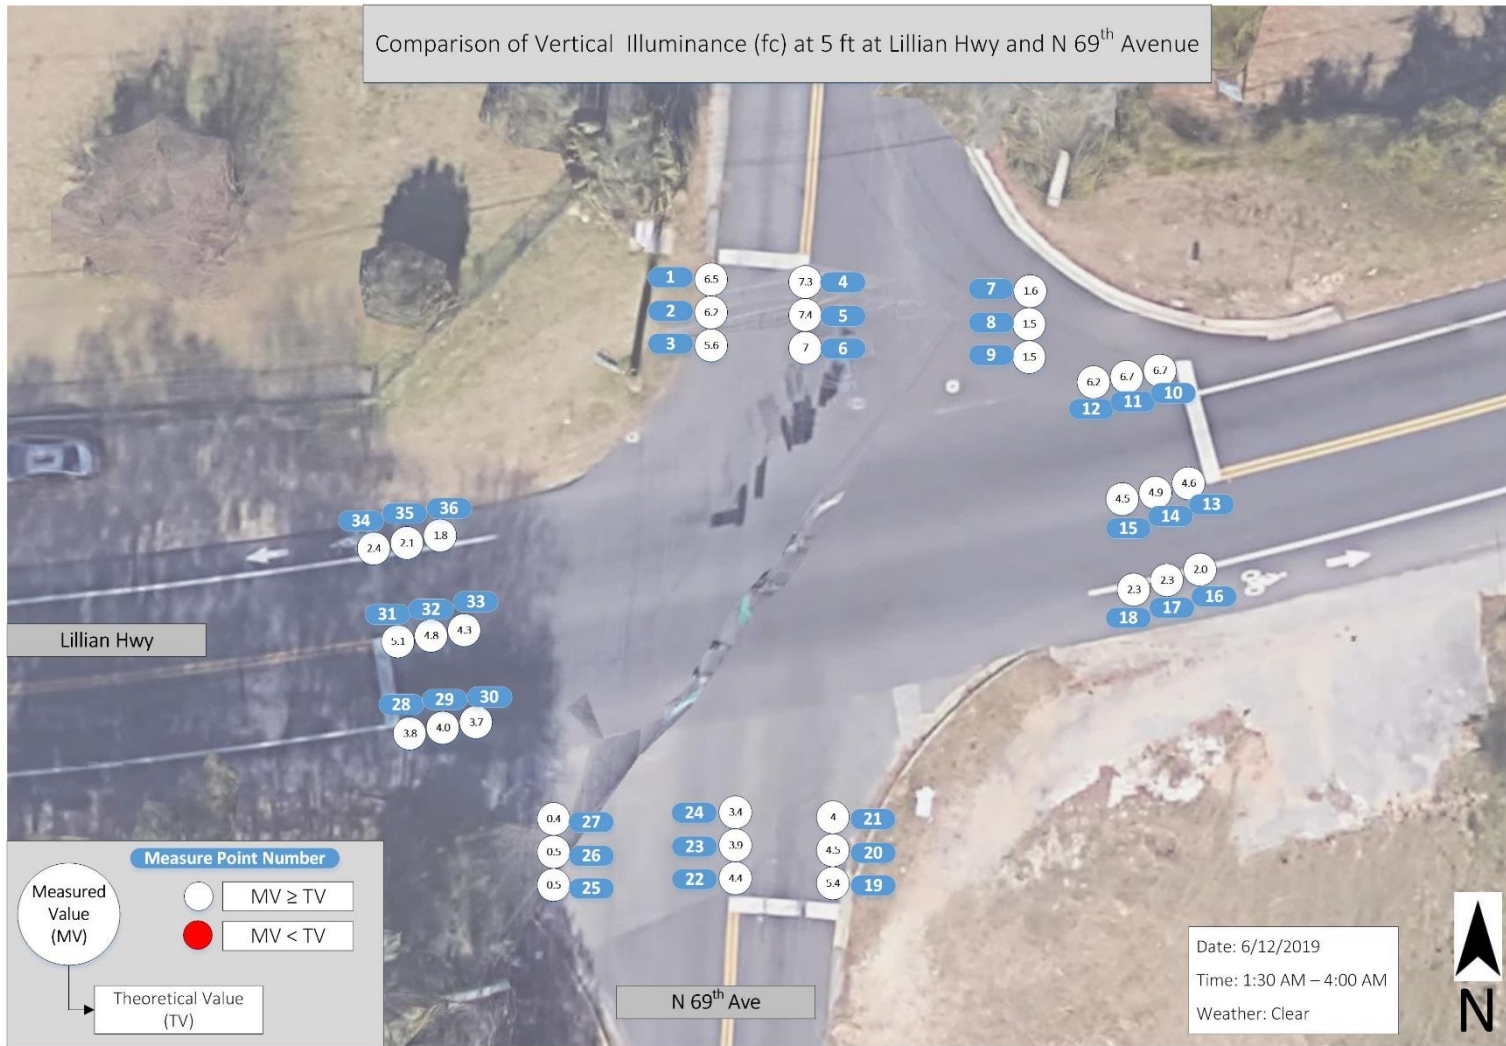 Comparison of Vertical Illuminance (fc) at 5 ft at Lillian Hwy and N 69th Avenue
1 6.5 7.3 4
2 6.2 7.4 5
3 5.6 7 6
7 1.6
8 1.5
9 1.5
6.2 6.7 6.7
12 11 10
4.5 4.9 4.6
15 14 13
2.3 2.3 2.0
18 17 16
34 35 36
2.4 2.1 1.8
31 32 33
5.1 4.8 4.3
Lillian Hwy
28 29 30
3.8 4.0 3.7
0.4 27 24 3.4 4 21
0.5 26 23 3.9 4.5 20
0.5 25 22 4.4 5.4 19
Measure Point Number
Measured
Value
(MV)
MV ≥ TV
MV < TV
Theoretical Value
(TV)
N 69th Ave
Date: 6/12/2019
Time: 1:30 AM – 4:00 AM
Weather: Clear
N